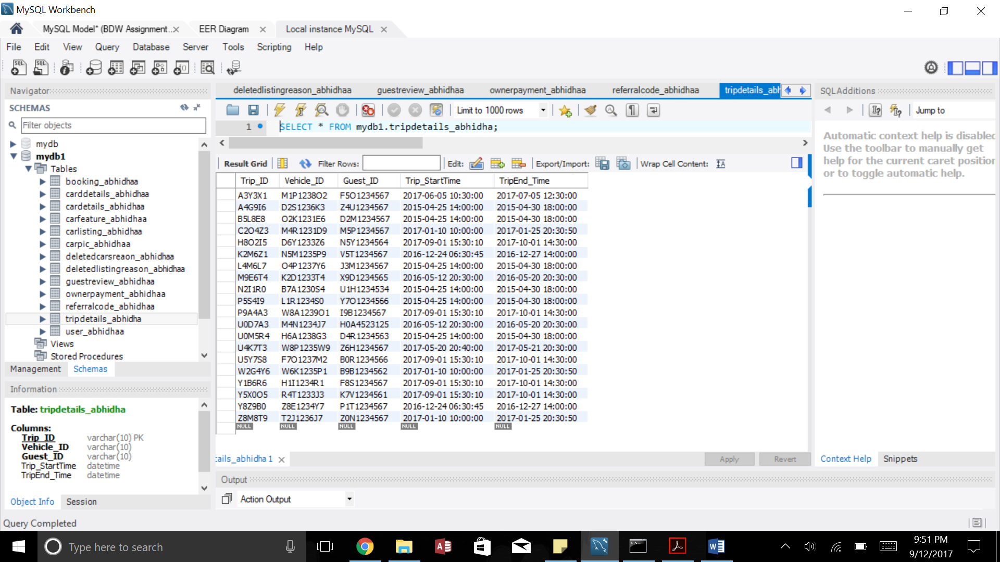 MySQL Workbench
MySQL Model* (BDW Assignment.. EER Diagram Local instance MySQL
File Edit View Query Database Server Tools Scripting Help
Navigator
SCHEMAS
Filter objects
mydb
mydb1
Tables
booking_abhidhaa
carddetails_abhidhaa
cardetails_abhidhaa
carfeature_abhidhaa
carlisting_abhidhaa
carpic_abhidhaa
deletedcarsreaon_abhidhaa
deletedlistingreason_abhidhaa
guestreview_abhidhaa
ownerpayment_abhidhaa
referralcode_abhidhaa
tripdetails_abhidha
user_abhidhaa
Views
Stored Procedures
Management Schemas
Information
Table: tripdetails_abhidha
Columns:
Trip_ID varchar(10) PK
Vehicle_ID varchar(10)
Guest_ID varchar(10)
Trip_StartTime datetime
TripEnd_Time datetime
Object Info Session
deletedlistingreason_abhidhaa guestreview_abhidhaa ownerpayment_abhidhaa referralcode_abhidhaa tripdetails_abh
Limit to 1000 rows
1 SELECT * FROM mydb1.tripdetails_abhidha;
Result Grid Filter Rows: Edit: Export/Import: Wrap Cell Content:
Trip_ID Vehicle_ID Guest_ID Trip_StartTime TripEnd_Time
A3Y3X1 M1P1238O2 F5O1234567 2017-06-05 10:30:00 2017-07-05 12:30:00
A4G9I6 D2S1236K3 Z4U1234567 2015-04-25 14:00:00 2015-04-30 18:00:00
B5L8E8 O2K1231E6 D2M1234567 2015-04-25 14:00:00 2015-04-30 18:00:00
C2O4Z3 M4R1231D9 M5P1234567 2017-01-10 10:00:00 2017-01-25 20:30:50
H8O2I5 D6Y1233Z6 N5Y1234564 2017-09-01 15:30:10 2017-10-01 14:30:00
K2M6Z1 N5M1235P9 V5T1234567 2016-12-24 06:30:45 2016-12-27 14:00:00
L4M6L7 O4P1237Y6 J3M1234567 2015-04-25 14:00:00 2015-04-30 18:00:00
M9E6T4 K2D1233T4 X9D1234565 2016-05-12 20:30:00 2016-05-20 20:30:00
N2I1R0 B7A1230S4 U1H1234534 2015-04-25 14:00:00 2015-04-30 18:00:00
P5S4I9 L1R1234S0 Y7O1234566 2015-04-25 14:00:00 2015-04-30 18:00:00
P9A4A3 W8A1239O1 I9B1234567 2017-09-01 15:30:10 2017-10-01 14:30:00
U0D7A3 M4N1234J7 H0A4523125 2016-05-12 20:30:00 2016-05-20 20:30:00
U0M5R4 H6A1238G3 D4R1234563 2015-04-25 14:00:00 2015-04-30 18:00:00
U4K7T3 W8P1235W9 Z6H1234567 2017-05-20 20:40:00 2017-05-21 20:30:00
U5Y7S8 F7O1237M2 B0R1234566 2017-09-01 15:30:10 2017-10-01 14:30:00
W2G4Y6 W6K1235P1 B9B1234562 2017-01-10 10:00:00 2017-01-25 20:30:50
Y1B6R6 H1I1234R1 F8S1234567 2017-09-01 15:30:10 2017-10-01 14:30:00
Y5X0O5 R4T1233J3 K7V1234561 2017-09-01 15:30:10 2017-10-01 14:30:00
Y8Z9B0 Z8E1234Y7 P1T1234567 2016-12-24 06:30:45 2016-12-27 14:00:00
Z8M8T9 T2J1236J7 Z0N1234567 2017-01-10 10:00:00 2017-01-25 20:30:50
NULL NULL NULL NULL NULL
tails_abhidha 1 Apply Revert
Output
Action Output
SQLAdditions
Jump to
Automatic context help is disabled
Use the toolbar to manually get
help for the current caret position
or to toggle automatic help.
Context Help Snippets
Query Completed
Type here to search
9:51 PM
9/12/2017